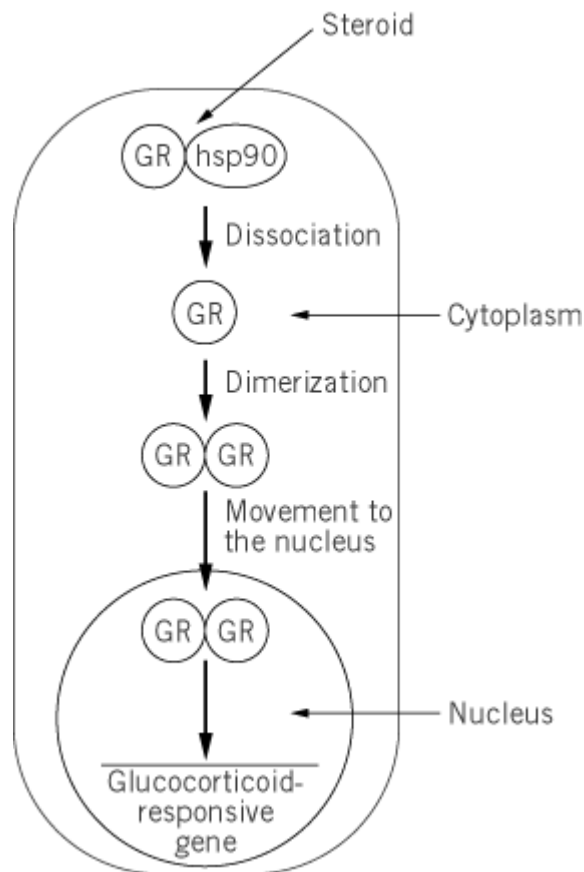 Steroid
GR hsp90
Dissociation
GR
Cytoplasm
Dimerization
GR GR
Movement to
the nucleus
GR GR
Nucleus
Glucocorticoid-
responsive
gene